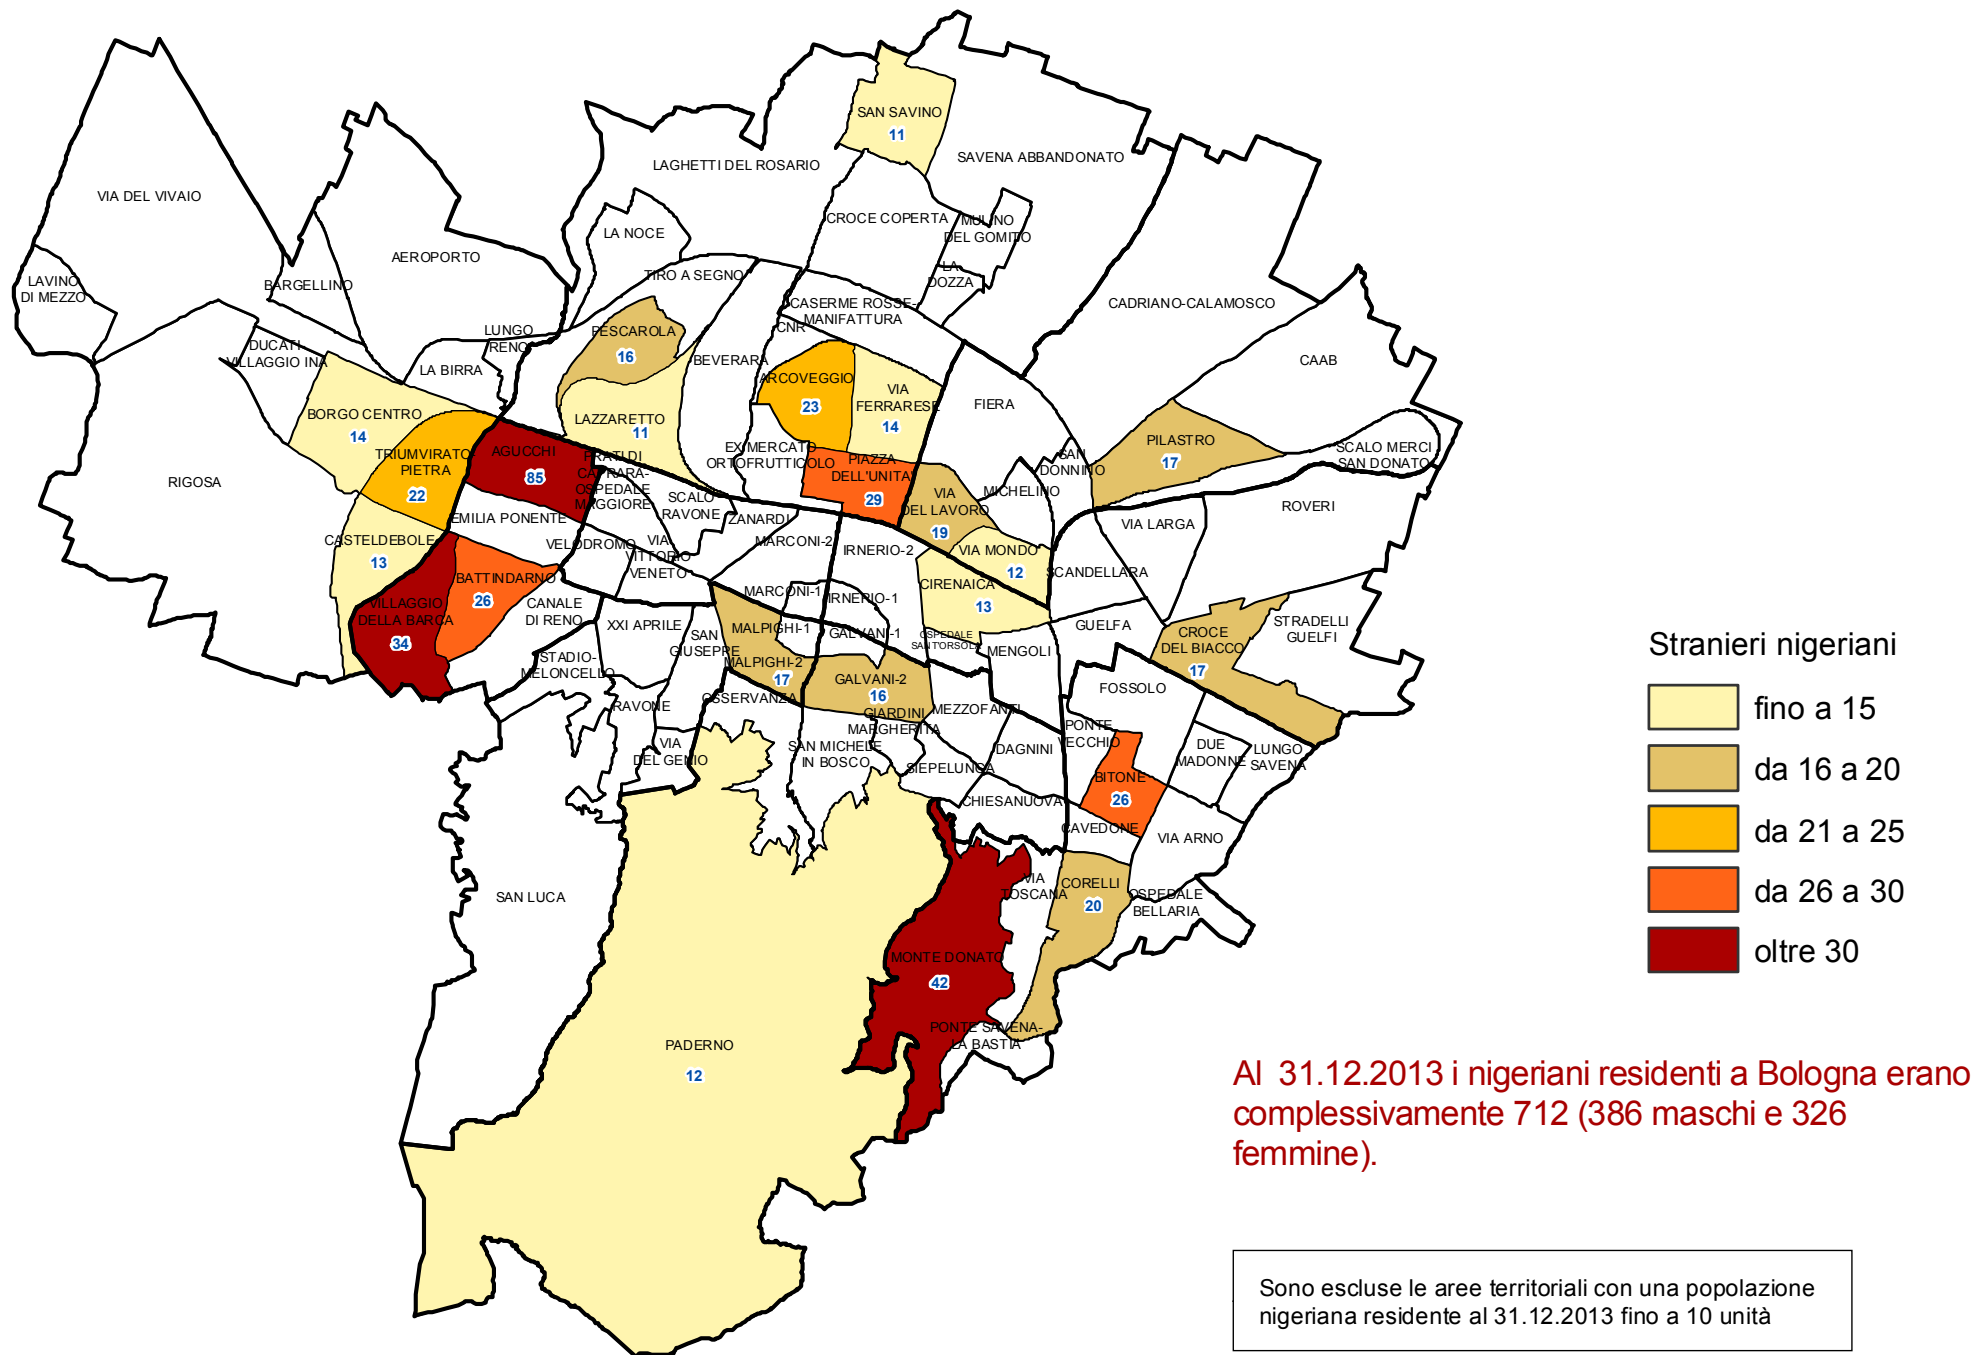 SAN SAVINO
11
SAVENA ABBANDONATO
LAGHETTI DEL ROSARIO
VIA DEL VIVAIO
CROCE COPERTA
MULINO
DEL GOMITO
LA NOCE
AEROPORTO
TIRO A SEGNO
LA
DOZZA
BARGELLINO
LAVINO
DI MEZZO
CADRIANO-CALAMOSCO
CASERME ROSSE-
MANIFATTURA
CNR
LUNGO
RENO
PESCAROLA
16
DUCATI-
VILLAGGIO INA
LA BIRRA
BEVERARA
CAAB
ARCOVEGGIO
23
VIA
FERRARESE
14
FIERA
BORGO CENTRO
14
LAZZARETTO
11
PILASTRO
17
SCALO MERCI
SAN DONATO
TRIUMVIRATO
PIETRA
22
AGUCCHI
85
PRATI DI
CAPRARA-
OSPEDALE
MAGGIORE
EX MERCATO
ORTOFRUTTICOLO
PIAZZA
DELL'UNITA'
29
SAN
DONNINO
RIGOSA
MICHELINO
SCALO
RAVONE
VIA
DEL LAVORO
19
ROVERI
EMILIA PONENTE
ZANARDI
VIA LARGA
CASTELDEBOLE
13
VELODROMO
VIA
VITTORIO
VENETO
MARCONI-2
IRNERIO-2
VIA MONDO
12
SCANDELLARA
BATTINDARNO
26
MARCONI-1
IRNERIO-1
CIRENAICA
13
VILLAGGIO
DELLA BARCA
34
CANALE
DI RENO
XXI APRILE
SAN
GIUSEPPE
MALPIGHI-1
GALVANI-1
OSPEDALE
SANT'ORSOLA
MENGOLI
GUELFA
CROCE
DEL BIACCO
17
STRADELLI
GUELFI
STADIO-
MELONCELLO
MALPIGHI-2
17
GALVANI-2
16
FOSSOLO
RAVONE
OSSERVANZA
GIARDINI
MARGHERITA
MEZZOFANTI
PONTE
VECCHIO
VIA
DEL GENIO
SAN MICHELE
IN BOSCO
DAGNINI
DUE
MADONNE
LUNGO
SAVENA
SIEPELUNGA
BITONE
26
CHIESANUOVA
CAVEDONE
VIA ARNO
SAN LUCA
VIA
TOSCANA
CORELLI
20
OSPEDALE
BELLARIA
MONTE DONATO
42
PONTE SAVENA-
LA BASTIA
PADERNO
12
Stranieri nigeriani
fino a 15
da 16 a 20
da 21 a 25
da 26 a 30
oltre 30
Al 31.12.2013 i nigeriani residenti a Bologna erano
complessivamente 712 (386 maschi e 326
femmine).
Sono escluse le aree territoriali con una popolazione
nigeriana residente al 31.12.2013 fino a 10 unità